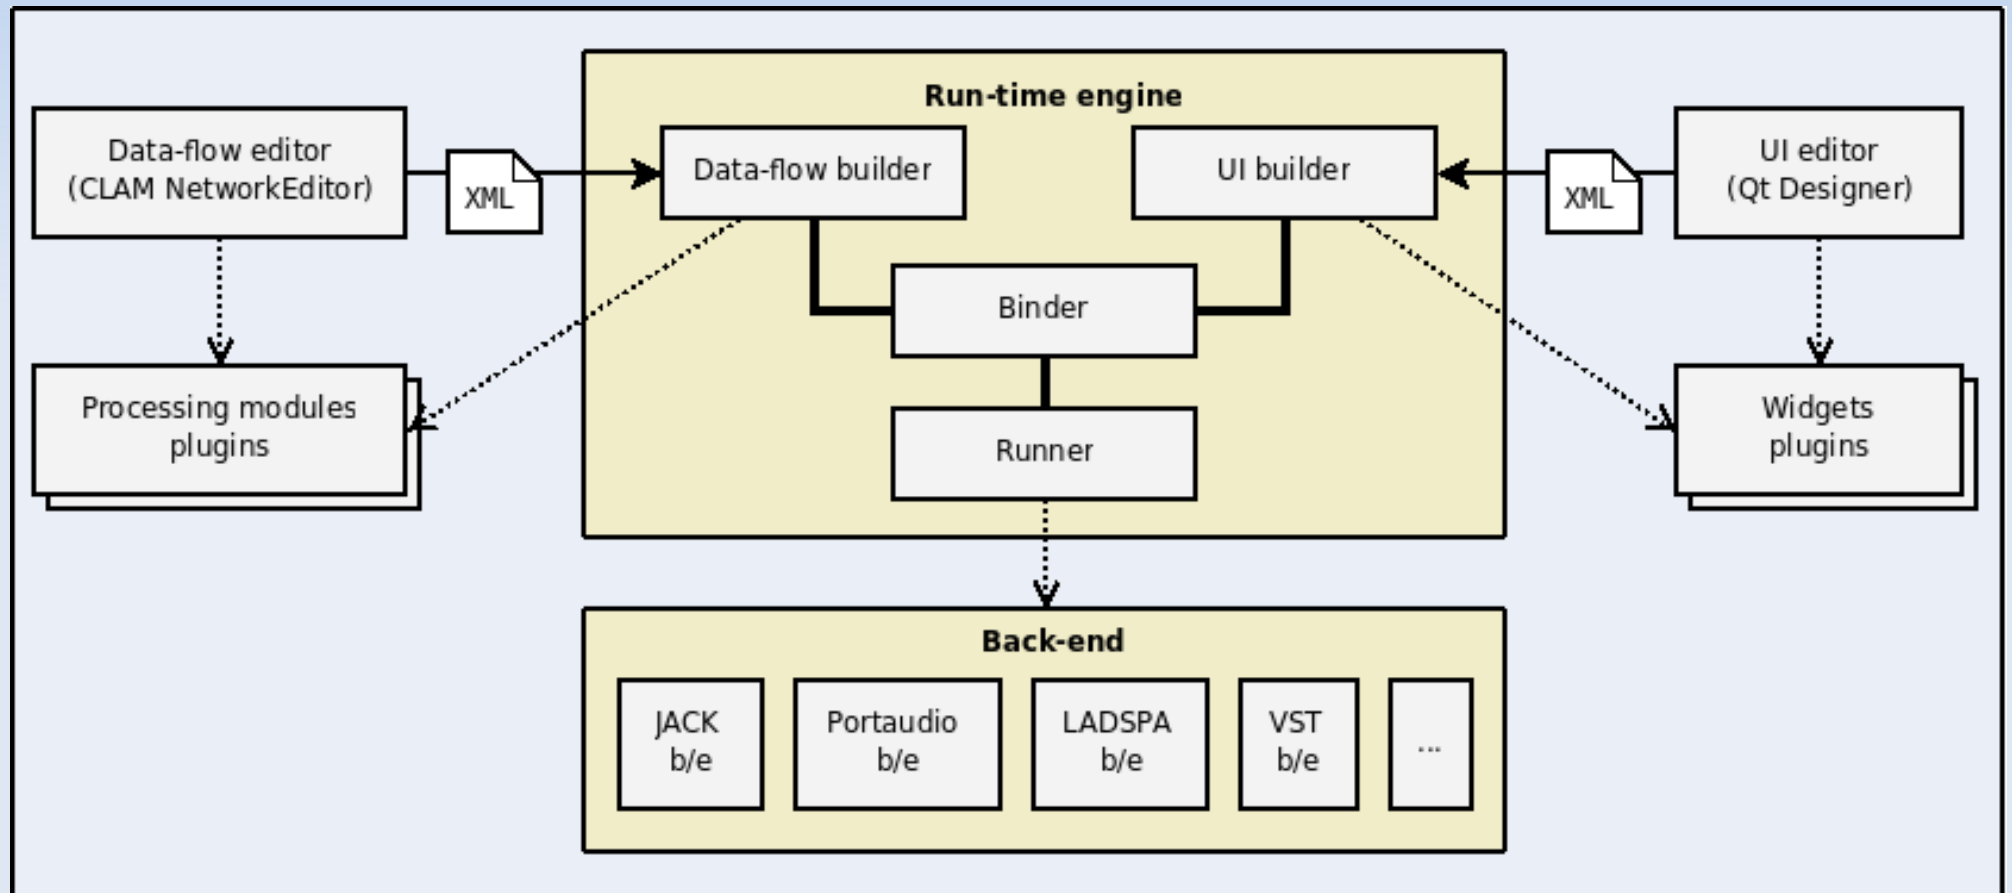 Run-time engine
Data-flow editor
(CLAM NetworkEditor)
XML
Data-flow builder
UI builder
XML
UI editor
(Qt Designer)
Binder
Processing modules
plugins
Runner
Widgets
plugins
Back-end
JACK
b/e
Portaudio
b/e
LADSPA
b/e
VST
b/e
...